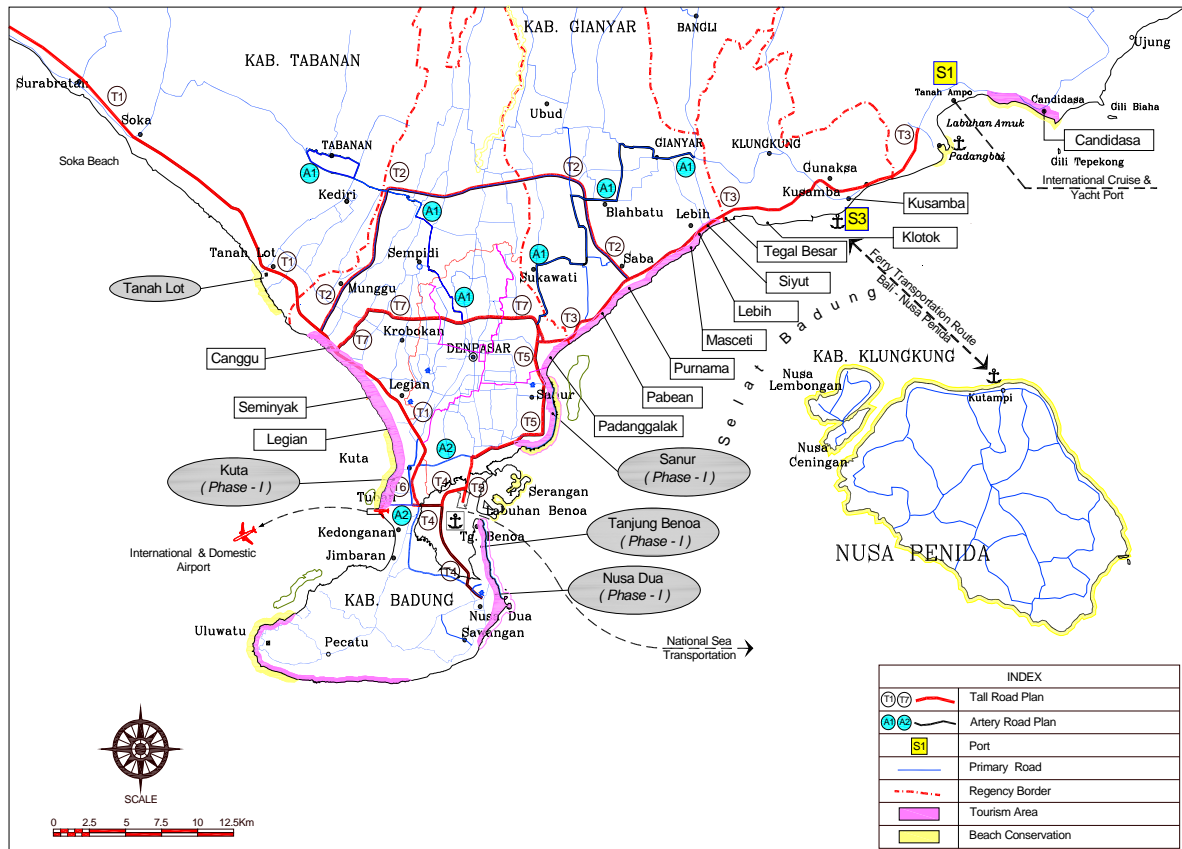 KAB. GIANYAR
BANGLI
Ujung
KAB. TABANAN
Surabratan
T1
S1
Tanah Ampo
Candidasa
Gili Biaha
Ubud
Soka
Labuhan Amuk
Candidasa
T3
GIANYAR
KLUNGKUNG
Padangbai
Gili Tepekong
Soka Beach
TABANAN
A1
T2
T2
A1
A1
Gunaksa
International Cruise &
Yacht Port
Kediri
Kusamba
Kusamba
A1
Blahbatu
Lebih
T3
S3
Klotok
Tanah Lot
T1
Sempidi
A1
T2
Saba
Tegal Besar
Sukawati
Siyut
Ferry Transportation Route
Bali - Nusa Penida
Tanah Lot
T2
Munggu
A1
T7
T7
T3
Lebih
Masceti
Krobokan
T7
DENPASAR
T5
Purnama
KAB. KLUNGKUNG
Canggu
Nusa
Lembongan
Kutampi
Legian
Sanur
Pabean
Selat Badung
Seminyak
T1
T5
Padanggalak
Legian
A2
Nusa
Ceningan
Kuta
Kuta
( Phase - I )
Sanur
( Phase - I )
T6
T4
T5
P. Serangan
Tuban
Labuhan Benoa
A2
T4
Tanjung Benoa
( Phase - I )
Kedonganan
Tg. Benoa
International & Domestic
Airport
Jimbaran
NUSA PENIDA
T4
Nusa Dua
( Phase - I )
KAB. BADUNG
Nusa Dua
Uluwatu
Pecatu
Sawangan
National Sea
Transportation
INDEX
T1 T7 Tall Road Plan
A1 A2 Artery Road Plan
S1 Port
Primary Road
Regency Border
Tourism Area
Beach Conservation
SCALE
0 2.5 5 7.5 10 12.5Km